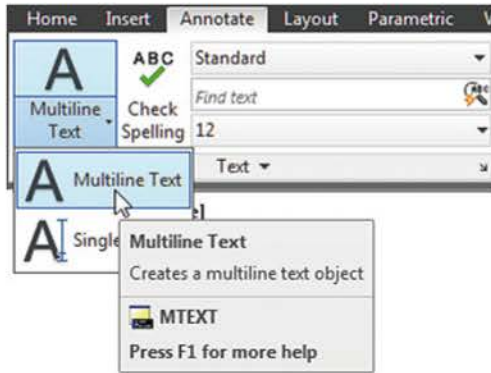 Home Insert Annotate Layout Parametric
A ABC Standard
Multiline Text
Check Spelling
Find text
ABC
12
Text
A Multiline Text
A Single
e]
Multiline Text
Creates a multiline text object
MTEXT
Press F1 for more help